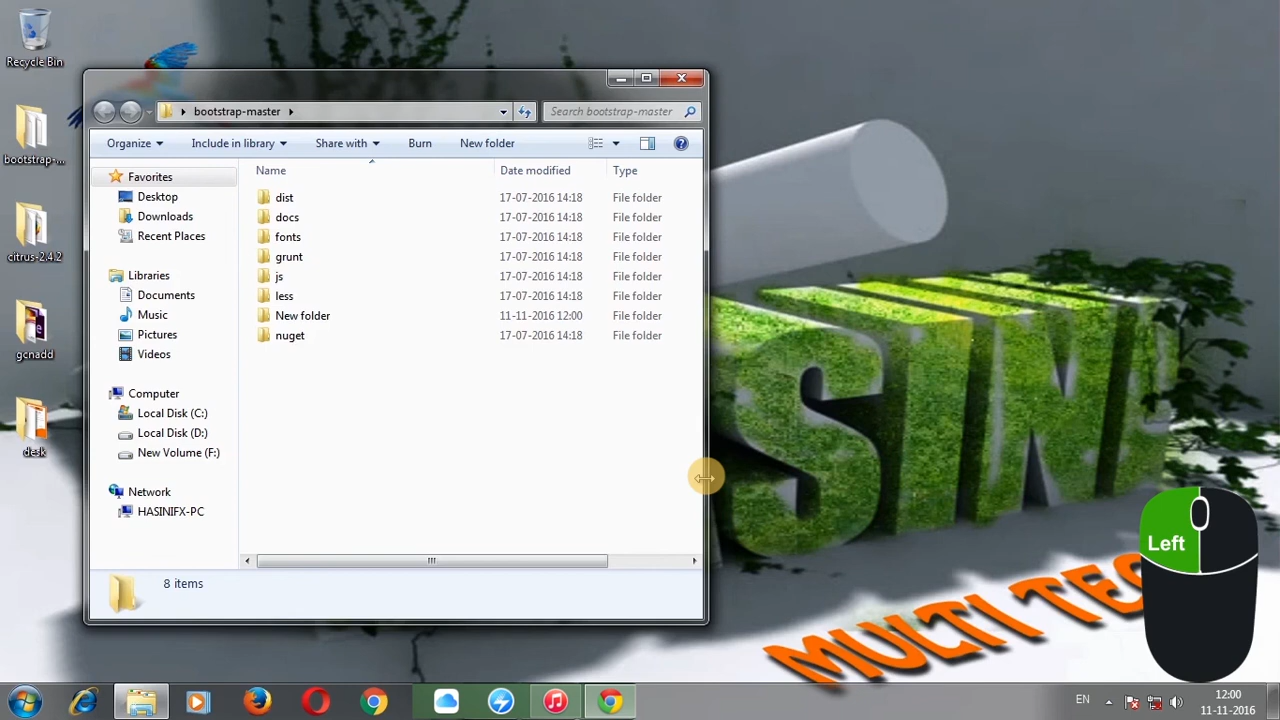 Recycle Bin
bootstrap-...
citrus-2.4.2
gcnadd
desk
bootstrap-master
Search bootstrap-master
Organize
Include in library
Share with
Burn
New folder
Name
Date modified
Type
dist
17-07-2016 14:18
File folder
docs
17-07-2016 14:18
File folder
fonts
17-07-2016 14:18
File folder
grunt
17-07-2016 14:18
File folder
js
17-07-2016 14:18
File folder
less
17-07-2016 14:18
File folder
New folder
11-11-2016 12:00
File folder
nuget
17-07-2016 14:18
File folder
Favorites
Desktop
Downloads
Recent Places
Libraries
Documents
Music
Pictures
Videos
Computer
Local Disk (C:)
Local Disk (D:)
New Volume (F:)
Network
HASINIFX-PC
8 items
SINI
MULTI
Left
EN
12:00
11-11-2016